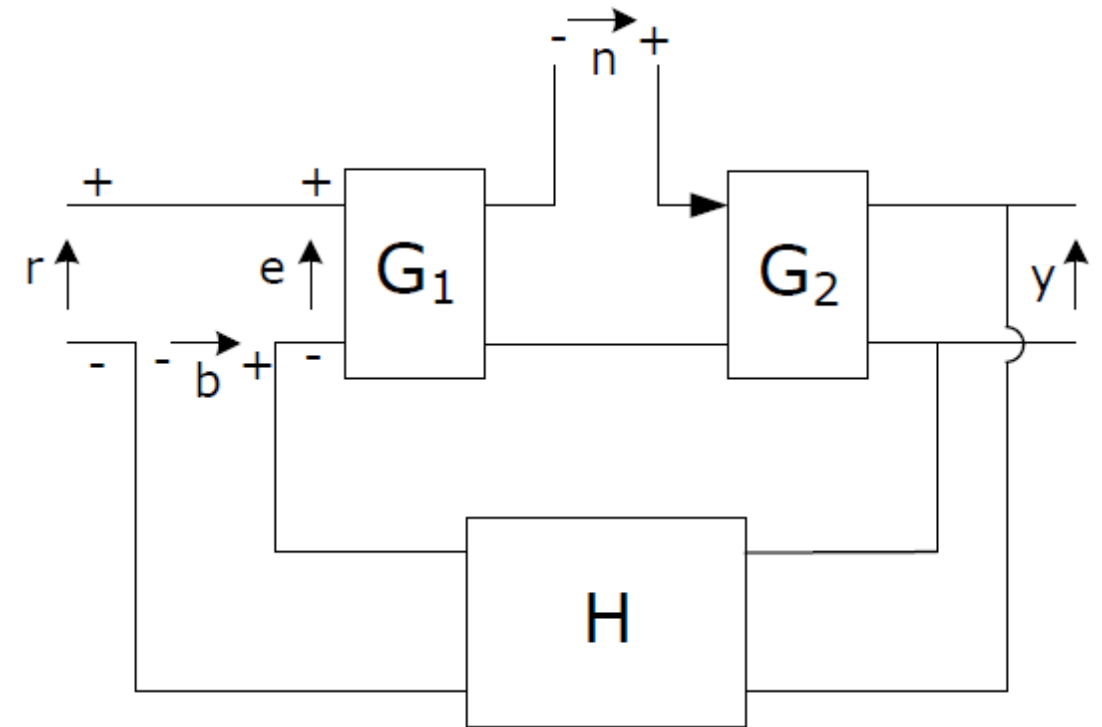 - n +
+ +
r e G₁ G₂ y
- - b + -
H